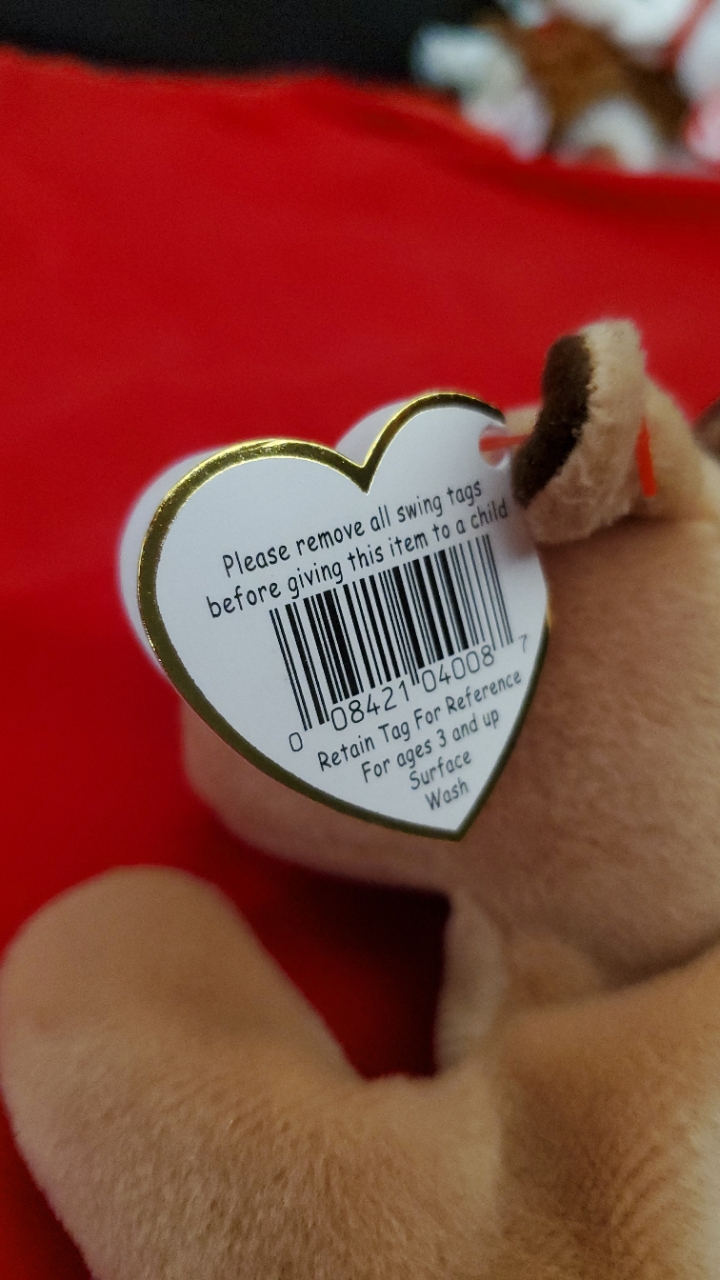 Please remove all swing tags
before giving this item to a child
0 08421 04008 7
Retain Tag For Reference
For ages 3 and up
Surface
Wash